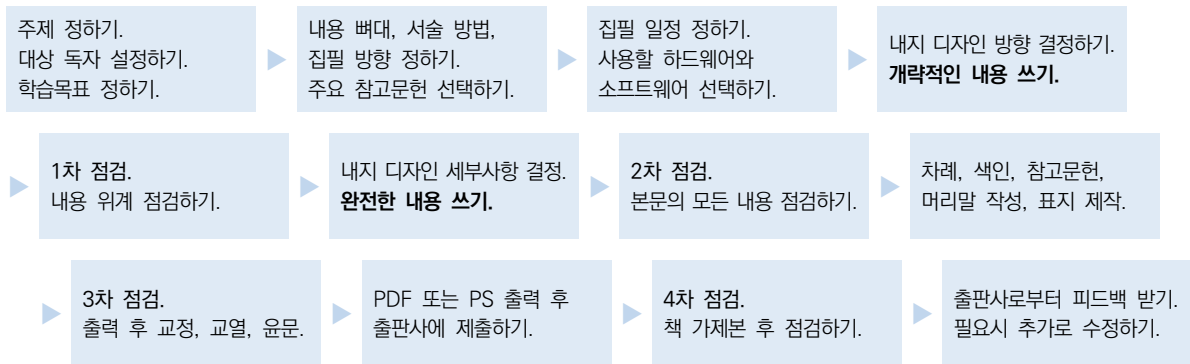 주제 정하기.
대상 독자 설정하기.
학습목표 정하기.
내용 뼈대, 서술 방법,
집필 방향 정하기.
주요 참고문헌 선택하기.
집필 일정 정하기.
사용할 하드웨어와
소프트웨어 선택하기.
내지 디자인 방향 결정하기.
개략적인 내용 쓰기.
1차 점검.
내용 위계 점검하기.
내지 디자인 세부사항 결정.
완전한 내용 쓰기.
2차 점검.
본문의 모든 내용 점검하기.
차례, 색인, 참고문헌,
머리말 작성, 표지 제작.
3차 점검.
출력 후 교정, 교열, 윤문.
PDF 또는 PS 출력 후
출판사에 제출하기.
4차 점검.
책 가제본 후 점검하기.
출판사로부터 피드백 받기.
필요시 추가로 수정하기.